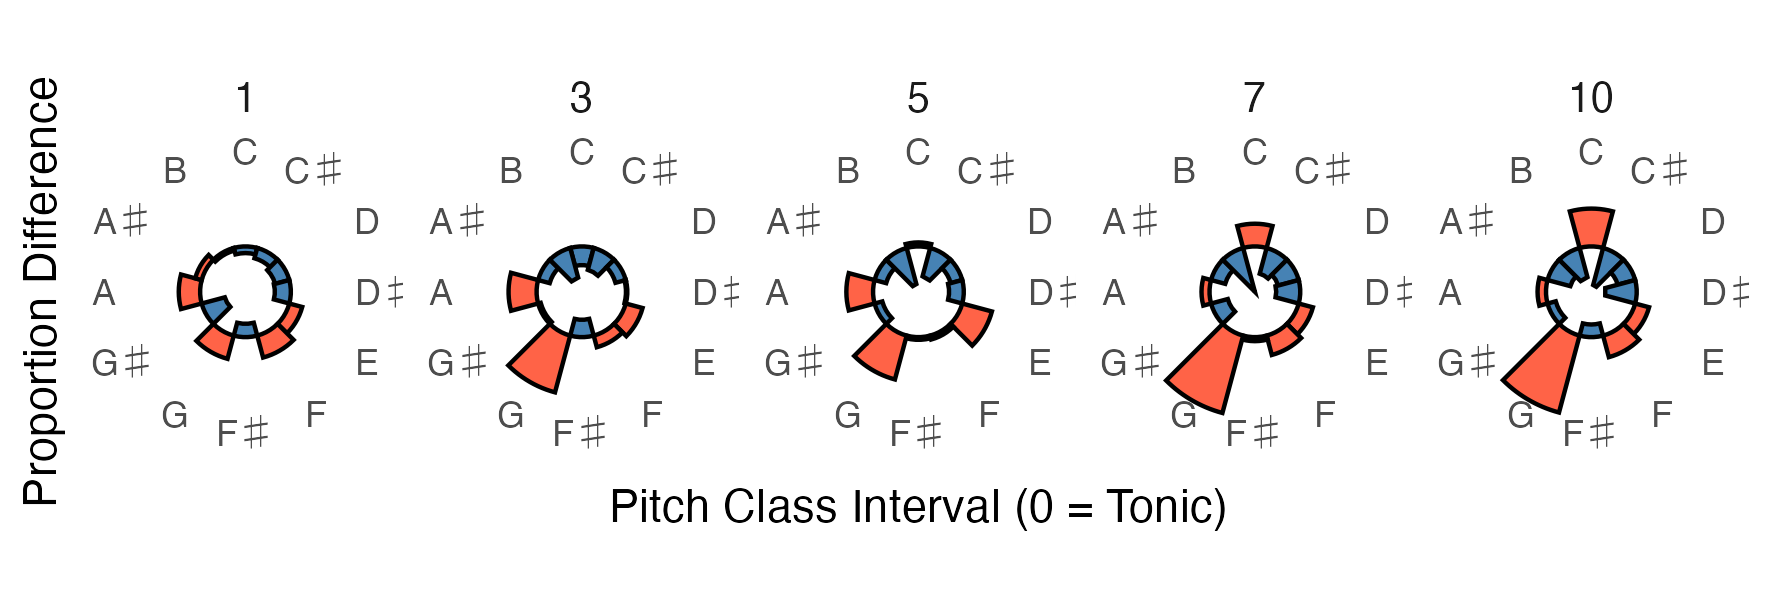 Proportion Difference
1 3 5 7 10
C C C C C
B C♯ B C♯ B C♯ B C♯ B C♯
A♯ D A♯ D A♯ D A♯ D A♯ D
A D♯ A D♯ A D♯ A D♯ A D♯
G♯ E G♯ E G♯ E G♯ E G♯ E
G F G F G F G F G F
F♯ F♯ F♯ F♯ F♯
Pitch Class Interval (0 = Tonic)